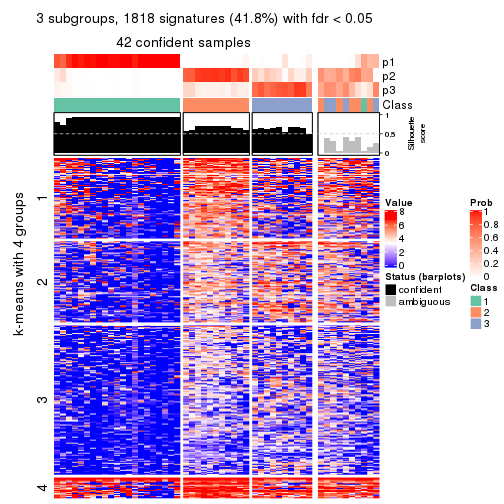 3 subgroups, 1818 signatures (41.8%) with fdr < 0.05
42 confident samples
p1
p2
p3
Class
1
0.5
0
Silhouette
score
k-means with 4 groups
1
2
3
4
Value
8
6
4
2
0
Status (barplots)
confident
ambiguous
Prob
1
0.8
0.6
0.4
0.2
0
Class
1
2
3